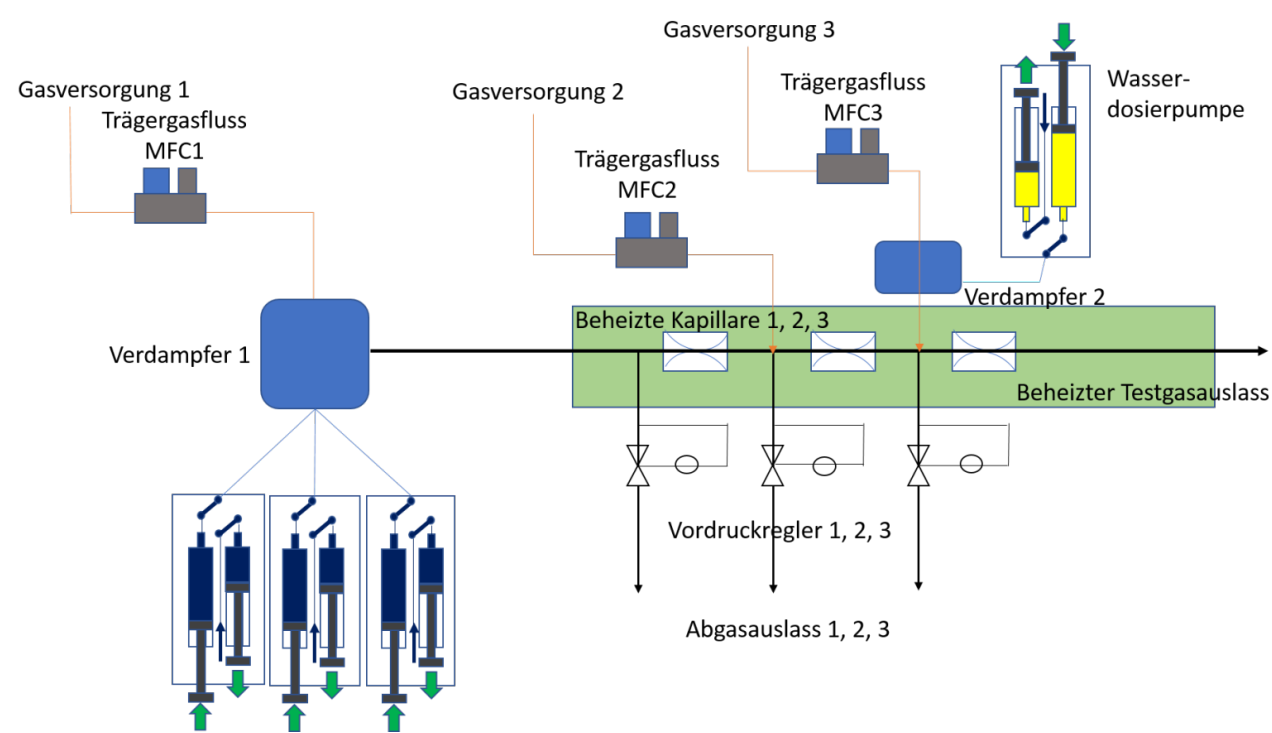 Gasversorgung 1
Trägergasfluss
MFC1
Gasversorgung 2
Trägergasfluss
MFC2
Gasversorgung 3
Trägergasfluss
MFC3
Wasser-
dosierpumpe
Verdampfer 2
Beheizte Kapillare 1, 2, 3
Verdampfer 1
Beheizter Testgasauslass
Vordruckregler 1, 2, 3
Abgasauslass 1, 2, 3